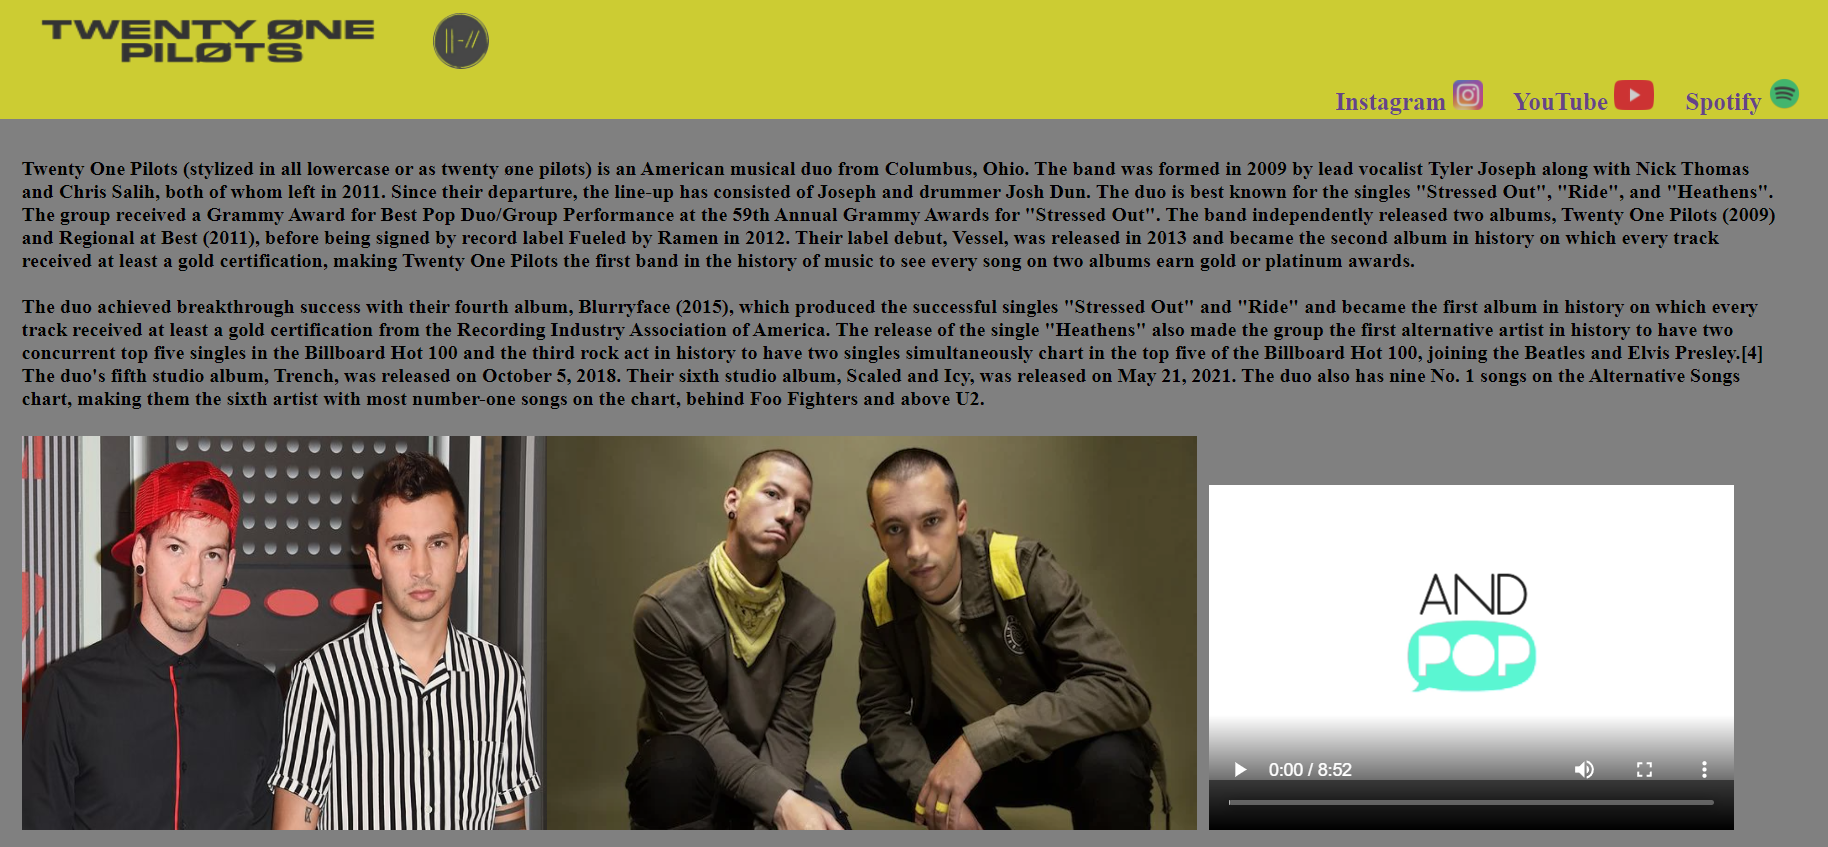 TWENTY ØNE
PILØTS
||-//
Instagram YouTube Spotify
Twenty One Pilots (stylized in all lowercase or as twenty øne piløts) is an American musical duo from Columbus, Ohio. The band was formed in 2009 by lead vocalist Tyler Joseph along with Nick Thomas
and Chris Salih, both of whom left in 2011. Since their departure, the line-up has consisted of Joseph and drummer Josh Dun. The duo is best known for the singles "Stressed Out", "Ride", and "Heathens".
The group received a Grammy Award for Best Pop Duo/Group Performance at the 59th Annual Grammy Awards for "Stressed Out". The band independently released two albums, Twenty One Pilots (2009)
and Regional at Best (2011), before being signed by record label Fueled by Ramen in 2012. Their label debut, Vessel, was released in 2013 and became the second album in history on which every track
received at least a gold certification, making Twenty One Pilots the first band in the history of music to see every song on two albums earn gold or platinum awards.
The duo achieved breakthrough success with their fourth album, Blurryface (2015), which produced the successful singles "Stressed Out" and "Ride" and became the first album in history on which every
track received at least a gold certification from the Recording Industry Association of America. The release of the single "Heathens" also made the group the first alternative artist in history to have two
concurrent top five singles in the Billboard Hot 100 and the third rock act in history to have two singles simultaneously chart in the top five of the Billboard Hot 100, joining the Beatles and Elvis Presley.[4]
The duo's fifth studio album, Trench, was released on October 5, 2018. Their sixth studio album, Scaled and Icy, was released on May 21, 2021. The duo also has nine No. 1 songs on the Alternative Songs
chart, making them the sixth artist with most number-one songs on the chart, behind Foo Fighters and above U2.
AND
POP
0:00 / 8:52